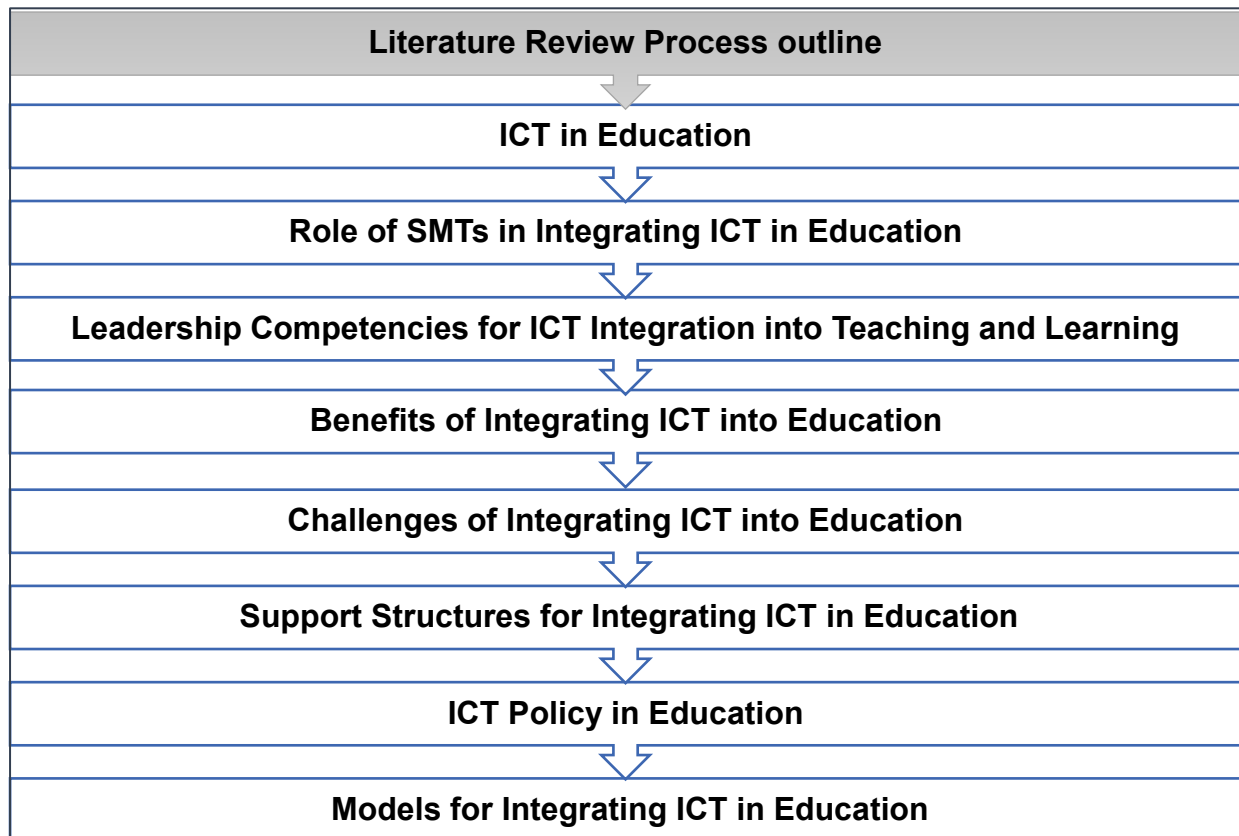 Literature Review Process outline
ICT in Education
Role of SMTs in Integrating ICT in Education
Leadership Competencies for ICT Integration into Teaching and Learning
Benefits of Integrating ICT into Education
Challenges of Integrating ICT into Education
Support Structures for Integrating ICT in Education
ICT Policy in Education
Models for Integrating ICT in Education